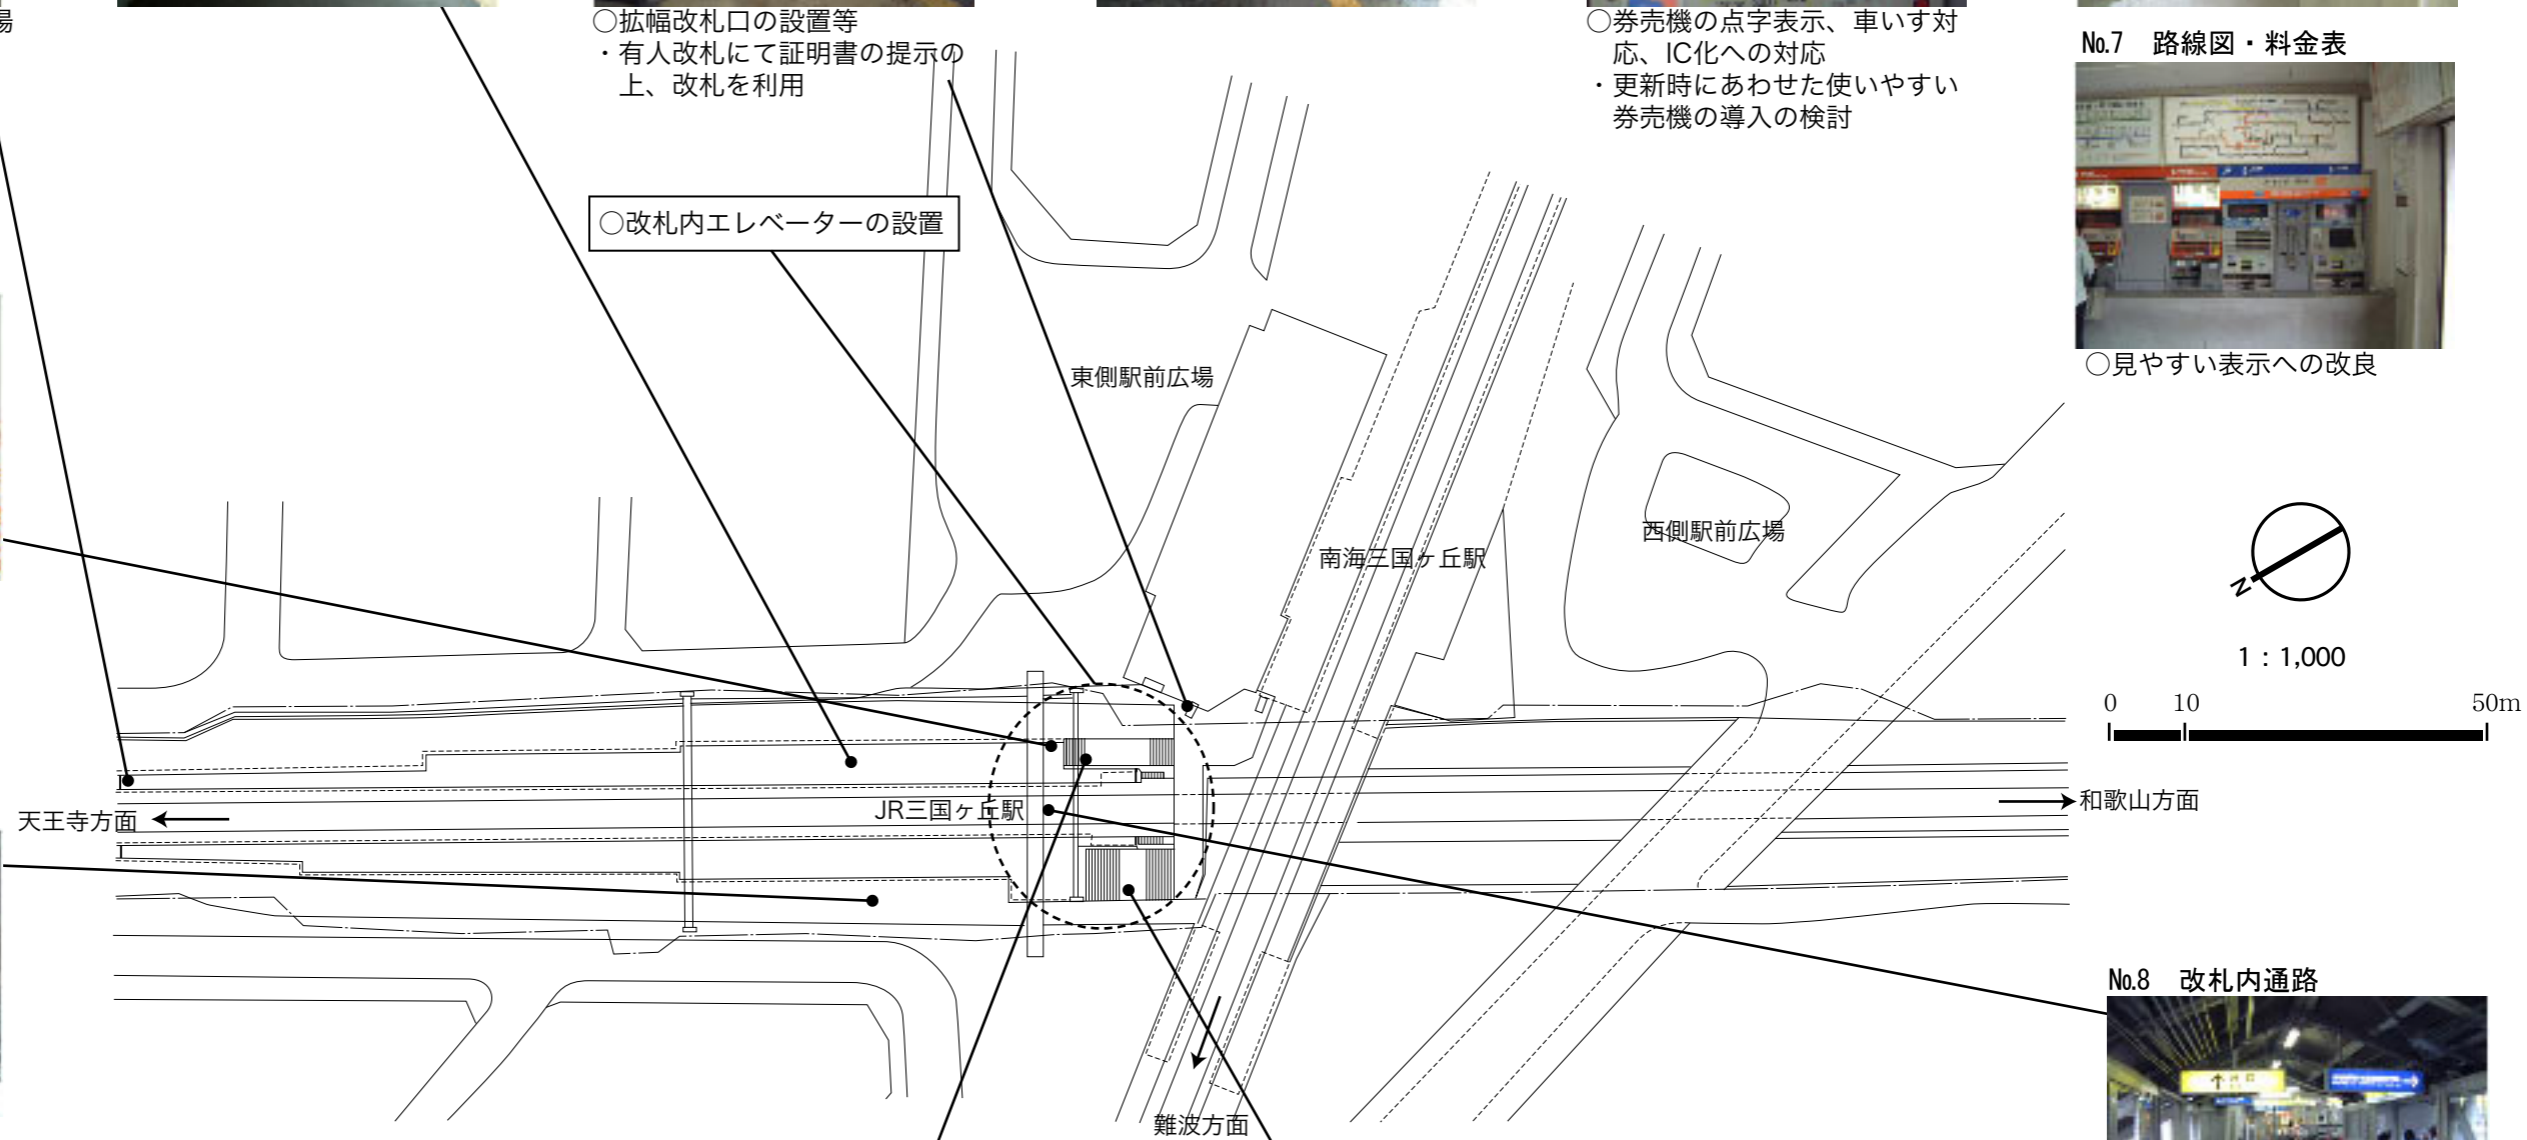 場
○拡幅改札口の設置等
・有人改札にて証明書の提示の
上、改札を利用
○券売機の点字表示、車いす対
応、IC化への対応
・更新時にあわせた使いやすい
券売機の導入の検討
№7 路線図・料金表
○見やすい表示への改良
○改札内エレベーターの設置
東側駅前広場
南海三国ヶ丘駅
西側駅前広場
N
1：1,000
0 10 50m
JR三国ヶ丘駅
天王寺方面
和歌山方面
難波方面
№8 改札内通路